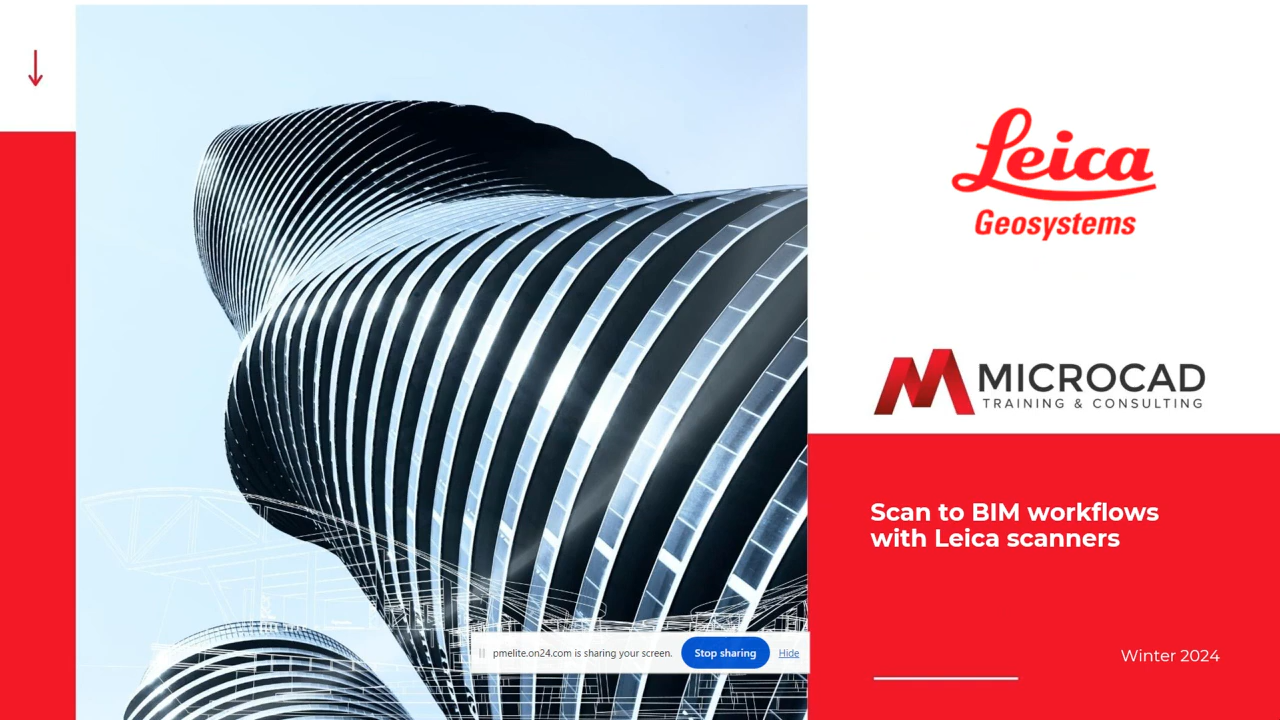 Leica
Geosystems
MICROCAD
TRAINING & CONSULTING
Scan to BIM workflows
with Leica scanners
pmelite.on24.com is sharing your screen.
Stop sharing
Hide
Winter 2024